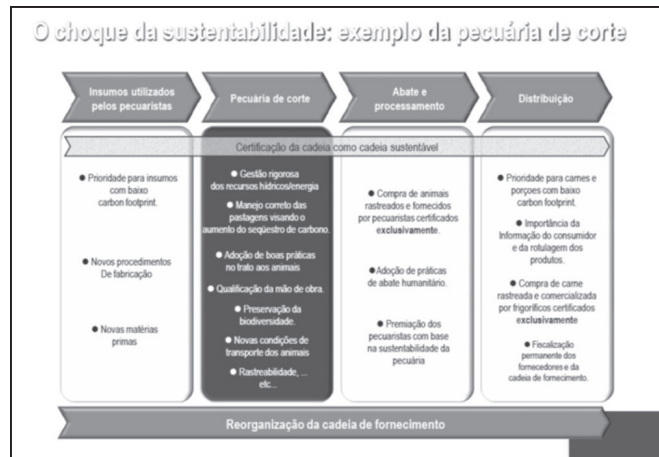 O choque da sustentabilidade: exemplo da pecuária de corte
Insumos utilizados
pelos pecuaristas
Pecuária de corte
Abate e
processamento
Distribuição
Certificação da cadeia como cadeia sustentável
● Prioridade para insumos
com baixo
carbon footprint.
● Novos procedimentos
De fabricação
● Novas matérias
primas
● Gestão rigorosa
dos recursos hídricos/energia
● Manejo correto das
pastagens visando o
aumento do seqüestro de carbono.
● Adoção de boas práticas
no trato aos animais
● Qualificação da mão de obra.
● Preservação da
biodiversidade.
● Novas condições de
transporte dos animais
● Rastreabilidade, ...
etc...
● Compra de animais
rastreados e fornecidos
por pecuaristas certificados
exclusivamente.
● Adoção de práticas
de abate humanitário.
● Premiação dos
pecuaristas com base
na sustentabilidade da
pecuária
● Prioridade para carnes e
porçoes com baixo
carbon footprint.
● Importância da
Informação do consumidor
e da rotulagem dos
produtos.
● Compra de carne
rastreada e comercializada
por frigoríficos certificados
exclusivamente
● Fiscalização
permanente dos
fornecedores e da
cadeia de fornecimento.
Reorganização da cadeia de fornecimento